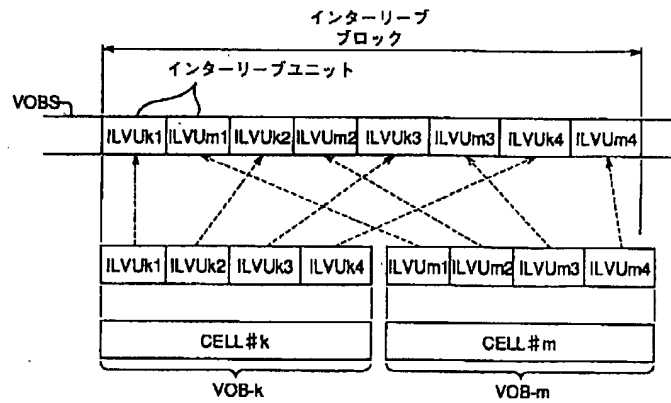 インターリーブ
ブロック
インターリーブユニット
VOBS
ILVUk1 ILVUm1 ILVUk2 ILVUm2 ILVUk3 ILVUm3 ILVUk4 ILVUm4
ILVUk1 ILVUk2 ILVUk3 ILVUk4 ILVUm1 ILVUm2 ILVUm3 ILVUm4
CELL#k CELL#m
VOB-k VOB-m